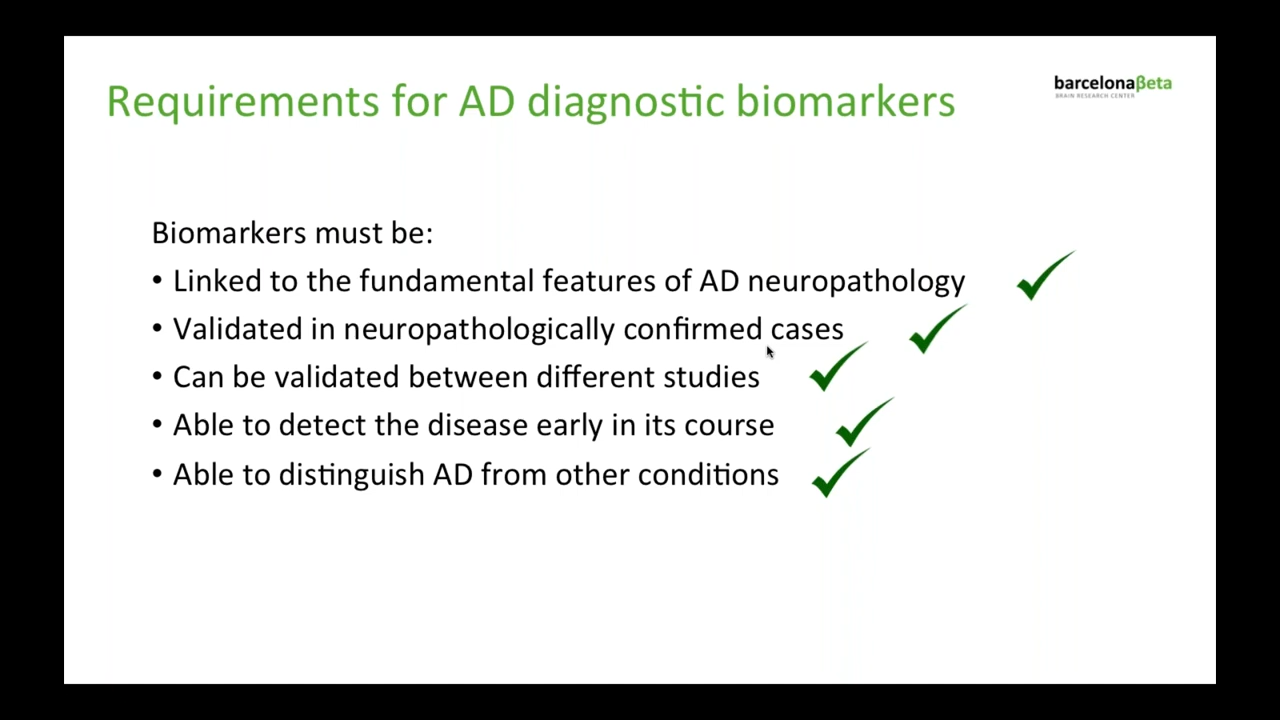 Requirements for AD diagnostic biomarkers
barcelonaβeta
BRAIN RESEARCH CENTER
Biomarkers must be:
• Linked to the fundamental features of AD neuropathology
• Validated in neuropathologically confirmed cases
• Can be validated between different studies
• Able to detect the disease early in its course
• Able to distinguish AD from other conditions